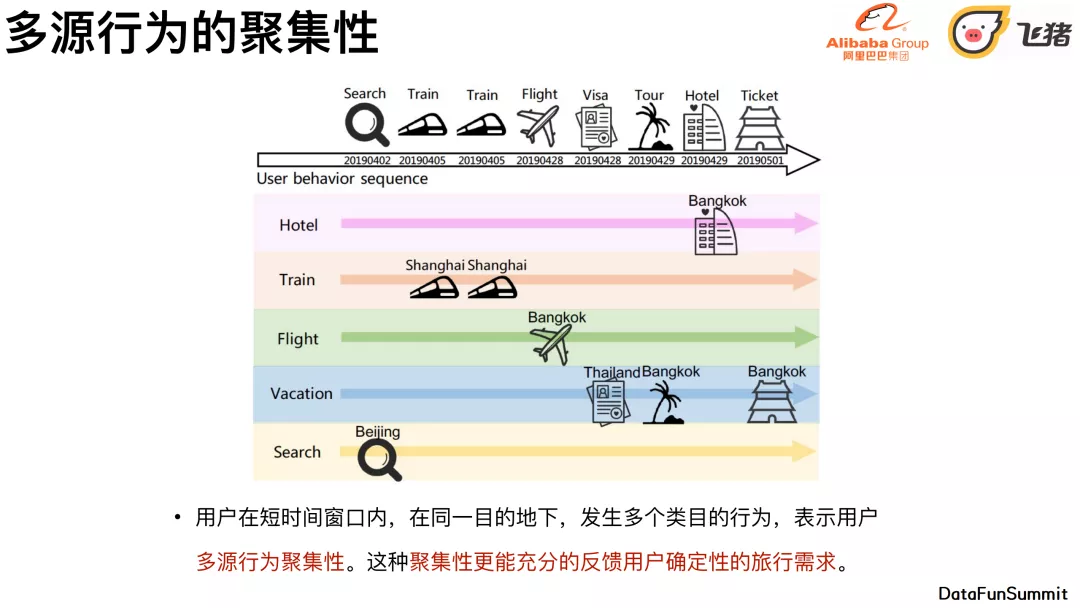 多源行为的聚集性
Alibaba Group
阿里巴巴集团
飞猪
Search Train Train Flight Visa Tour Hotel Ticket
20190402 20190405 20190405 20190428 20190428 20190429 20190429 20190501
User behavior sequence
Bangkok
Hotel
Shanghai Shanghai
Train
Bangkok
Flight
Thailand Bangkok Bangkok
Vacation
Beijing
Search
• 用户在短时间窗口内，在同一目的地下，发生多个类目的行为，表示用户
多源行为聚集性。这种聚集性更能充分的反馈用户确定性的旅行需求。
DataFunSummit